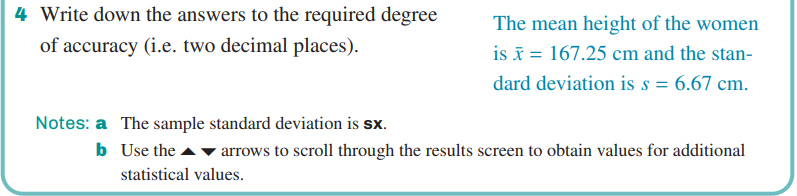 4 Write down the answers to the required degree
of accuracy (i.e. two decimal places).
The mean height of the women
is x̄ = 167.25 cm and the stan-
dard deviation is s = 6.67 cm.
Notes: a The sample standard deviation is sx.
b Use the ▲ ▼ arrows to scroll through the results screen to obtain values for additional
statistical values.